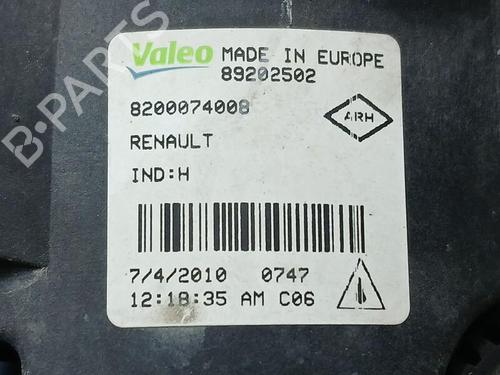 Valeo MADE IN EUROPE
89202502
8200074008
ARH
RENAULT
IND:H
7/4/2010 0747
12:18:35 AM C06
B-PARTS